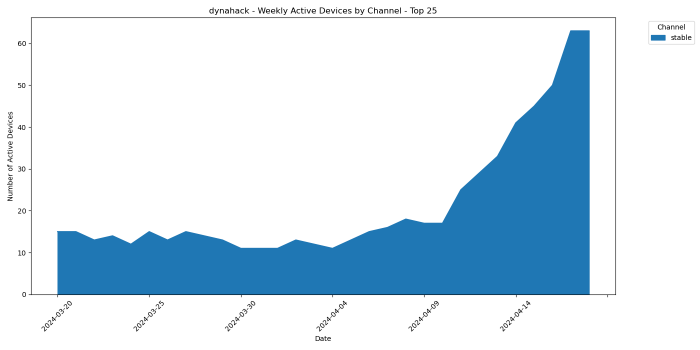 dynahack - Weekly Active Devices by Channel - Top 25
Channel
stable
Number of Active Devices
60
50
40
30
20
10
0
2024-03-20
2024-03-25
2024-03-30
2024-04-04
2024-04-09
2024-04-14
Date